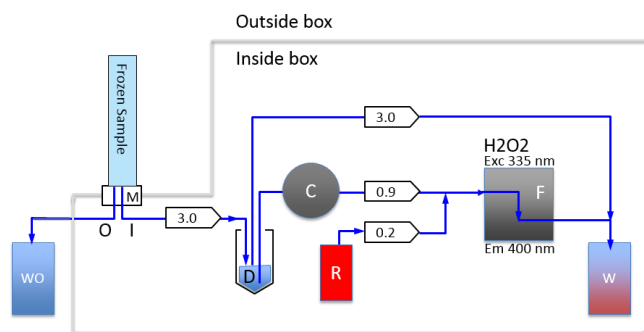 Outside box
Inside box
Frozen Sample
3.0
H2O2
Exc 335 nm
M
C
0.9
F
O I
3.0
0.2
D
R
Em 400 nm
WO
W